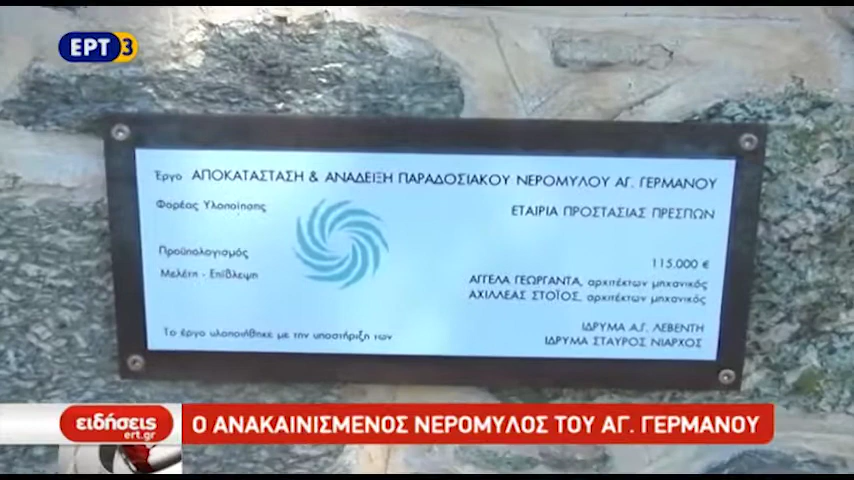 ΕΡΤ3
Έργο ΑΠΟΚΑΤΑΣΤΑΣΗ & ΑΝΑΔΕΙΞΗ ΠΑΡΑΔΟΣΙΑΚΟΥ ΝΕΡΟΜΥΛΟΥ ΑΓ. ΓΕΡΜΑΝΟΥ
Φορέας Υλοποίησης ΕΤΑΙΡΙΑ ΠΡΟΣΤΑΣΙΑΣ ΠΡΕΣΠΩΝ
Προϋπολογισμός 115.000 €
Μελέτη - Επίβλεψη ΑΓΓΕΛΑ ΓΕΩΡΓΑΝΤΑ, αρχιτέκτων μηχανικός
ΑΧΙΛΛΕΑΣ ΣΤΟΪΟΣ, αρχιτέκτων μηχανικός
Το έργο υλοποιήθηκε με την υποστήριξη των ΙΔΡΥΜΑ Α.Γ. ΛΕΒΕΝΤΗ
ΙΔΡΥΜΑ ΣΤΑΥΡΟΣ ΝΙΑΡΧΟΣ
ειδήσεις
ert.gr
Ο ΑΝΑΚΑΙΝΙΣΜΕΝΟΣ ΝΕΡΟΜΥΛΟΣ ΤΟΥ ΑΓ. ΓΕΡΜΑΝΟΥ